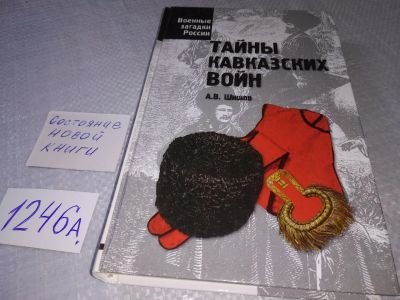 Военные
загадки
России
ТАЙНЫ
КАВКАЗСКИХ
ВОЙН
А.В. Шишов
Состояние
новой
книги
1246А,